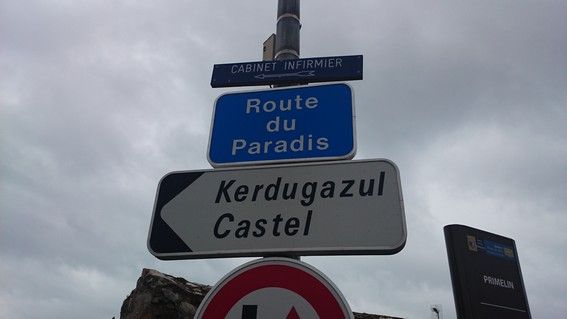 CABINET INFIRMIER
Route
du
Paradis
Kerdugazul
Castel
PRIMELIN